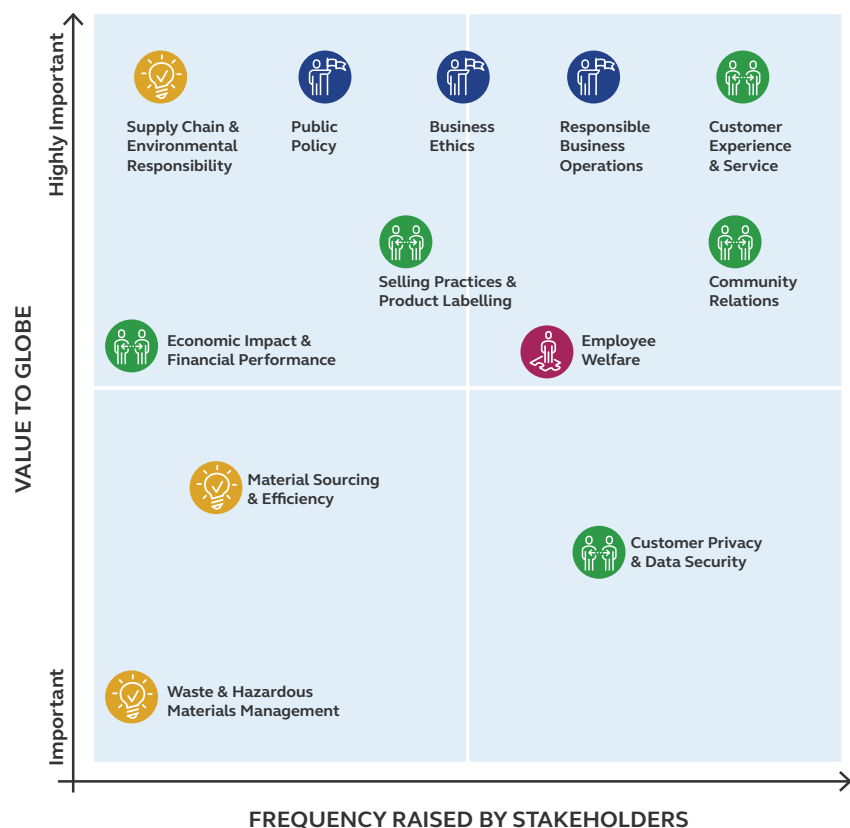 Highly Important
Supply Chain &
Environmental
Responsibility
Public
Policy
Business
Ethics
Responsible
Business
Operations
Customer
Experience
& Service
Selling Practices &
Product Labelling
Community
Relations
Economic Impact &
Financial Performance
Employee
Welfare
VALUE TO GLOBE
Material Sourcing
& Efficiency
Customer Privacy
& Data Security
Waste & Hazardous
Materials Management
Important
FREQUENCY RAISED BY STAKEHOLDERS